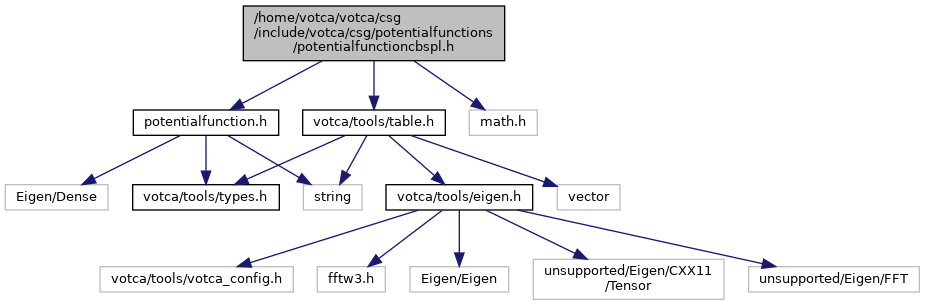 /home/votca/votca/csg
/include/votca/csg/potentialfunctions
/potentialfunctioncbspl.h
potentialfunction.h
votca/tools/table.h
math.h
Eigen/Dense
votca/tools/types.h
string
votca/tools/eigen.h
vector
votca/tools/votca_config.h
fftw3.h
Eigen/Eigen
unsupported/Eigen/CXX11
/Tensor
unsupported/Eigen/FFT